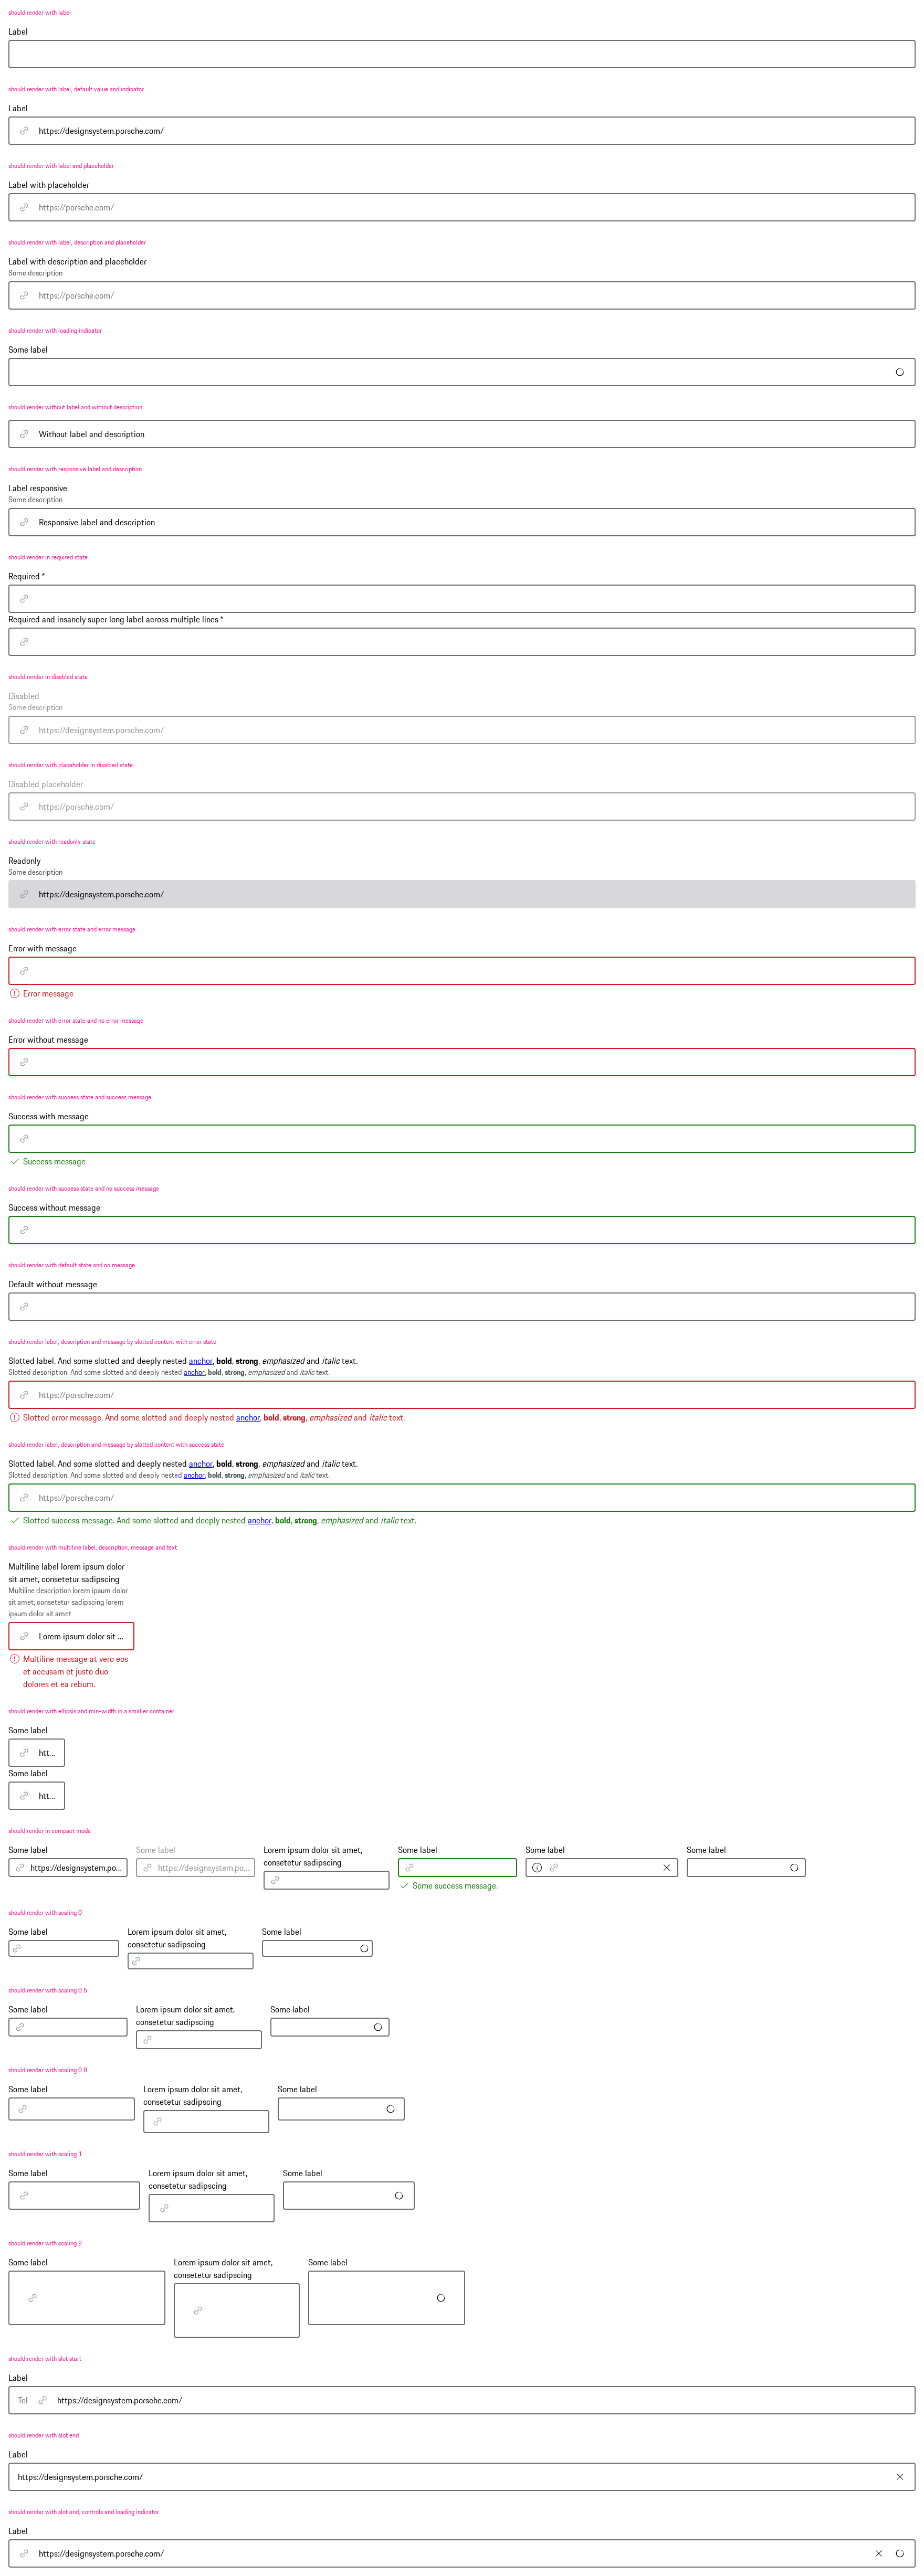 should render with label
Label
should render with label, default value and indicator
Label
https://designsystem.porsche.com/
should render with label and placeholder
Label with placeholder
https://porsche.com/
should render with label, description and placeholder
Label with description and placeholder
Some description
https://porsche.com/
should render with loading indicator
Some label
should render without label and without description
Without label and description
should render with responsive label and description
Label responsive
Some description
Responsive label and description
should render in required state
Required *
Required and insanely super long label across multiple lines *
should render in disabled state
Disabled
Some description
https://designsystem.porsche.com/
should render with placeholder in disabled state
Disabled placeholder
https://porsche.com/
should render with readonly state
Readonly
Some description
https://designsystem.porsche.com/
should render with error state and error message
Error with message
Error message
should render with error state and no error message
Error without message
should render with success state and success message
Success with message
Success message
should render with success state and no success message
Success without message
should render with default state and no message
Default without message
should render label, description and message by slotted content with error state
Slotted label. And some slotted and deeply nested anchor, bold, strong, emphasized and italic text.
Slotted description. And some slotted and deeply nested anchor, bold, strong, emphasized and italic text.
https://porsche.com/
Slotted error message. And some slotted and deeply nested anchor, bold, strong, emphasized and italic text.
should render label, description and message by slotted content with success state
Slotted label. And some slotted and deeply nested anchor, bold, strong, emphasized and italic text.
Slotted description. And some slotted and deeply nested anchor, bold, strong, emphasized and italic text.
https://porsche.com/
Slotted success message. And some slotted and deeply nested anchor, bold, strong, emphasized and italic text.
should render with multiline label, description, message and text
Multiline label lorem ipsum dolor
sit amet, consetetur sadipscing
Multiline description lorem ipsum dolor
sit amet, consetetur sadipscing lorem
ipsum dolor sit amet
Lorem ipsum dolor sit ...
Multiline message at vero eos
et accusam et justo duo
dolores et ea rebum.
should render with ellipsis and min-width in a smaller container
Some label
htt...
Some label
htt...
should render in compact mode
Some label
https://designsystem.po...
Some label
https://designsystem.po...
Lorem ipsum dolor sit amet,
consetetur sadipscing
Some label
Some success message.
Some label
Some label
should render with scaling 0
Some label
Lorem ipsum dolor sit amet,
consetetur sadipscing
Some label
should render with scaling 0.5
Some label
Lorem ipsum dolor sit amet,
consetetur sadipscing
Some label
should render with scaling 0.8
Some label
Lorem ipsum dolor sit amet,
consetetur sadipscing
Some label
should render with scaling 1
Some label
Lorem ipsum dolor sit amet,
consetetur sadipscing
Some label
should render with scaling 2
Some label
Lorem ipsum dolor sit amet,
consetetur sadipscing
Some label
should render with slot start
Label
Tel
https://designsystem.porsche.com/
should render with slot end
Label
https://designsystem.porsche.com/
should render with slot end, controls and loading indicator
Label
https://designsystem.porsche.com/